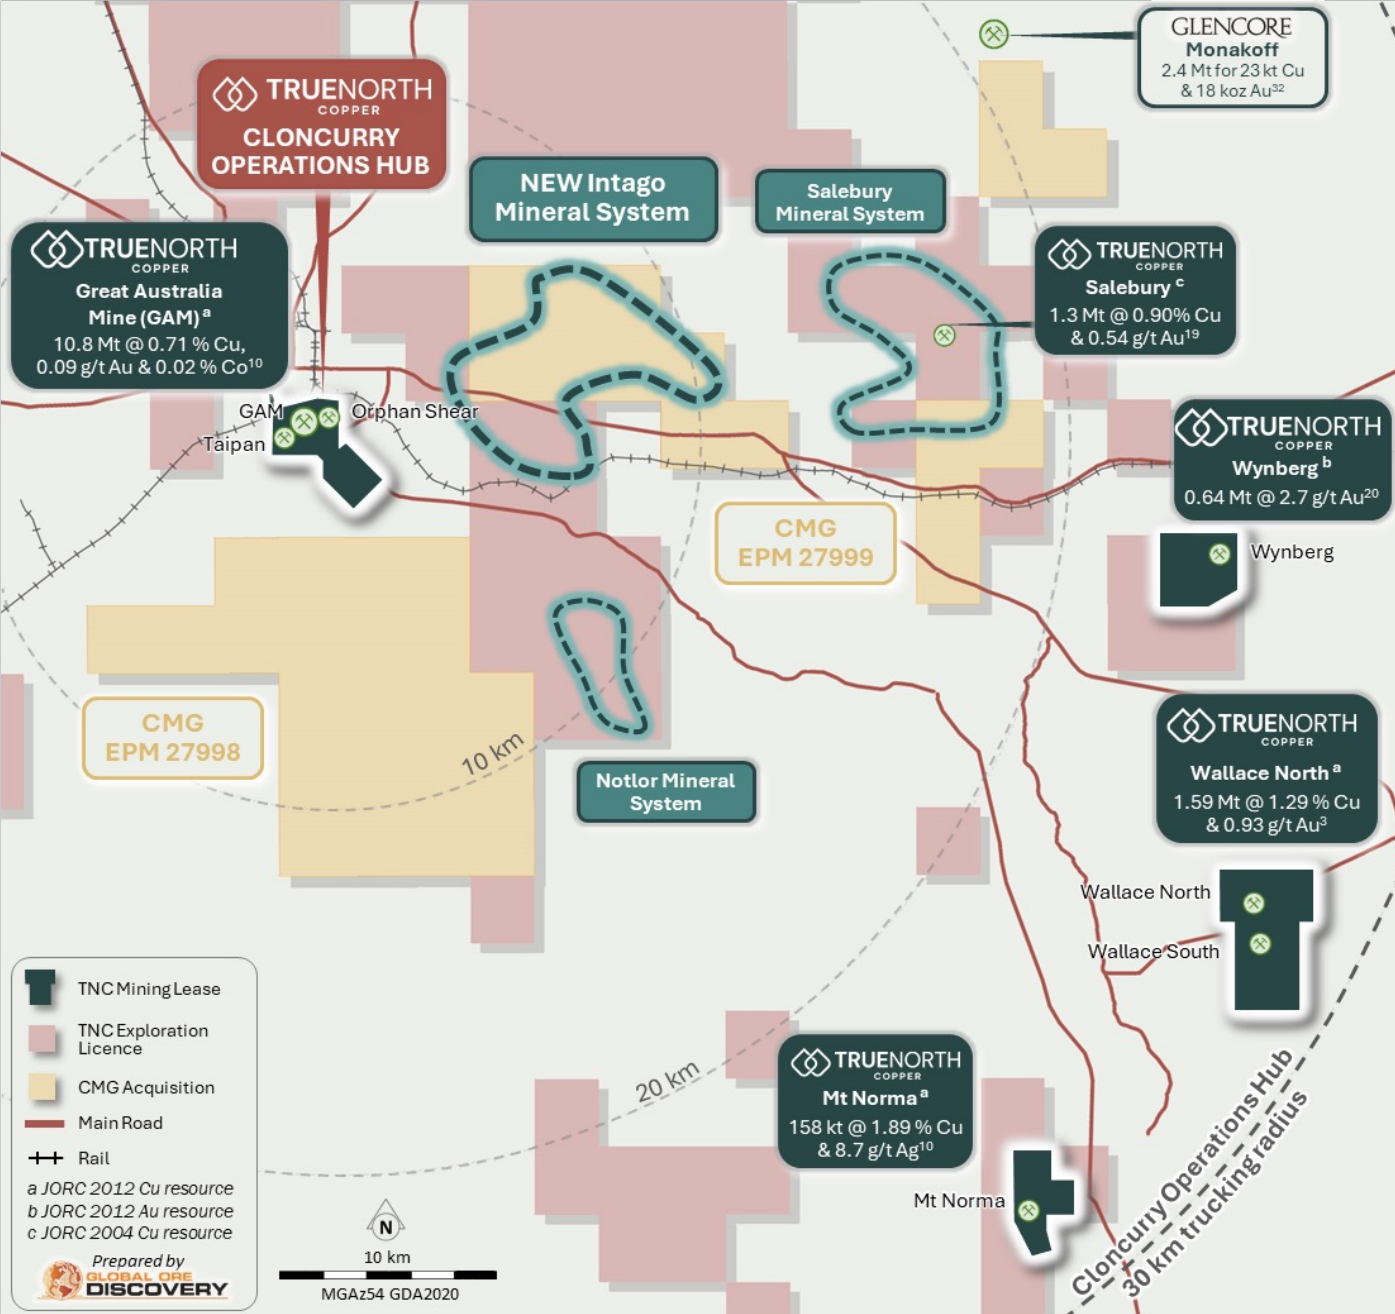 GLENCORE
Monakoff
2.4 Mt for 23 kt Cu
& 18 koz Au³²
TRUENORTH
COPPER
CLONCURRY
OPERATIONS HUB
NEW Intago
Mineral System
Salebury
Mineral System
TRUENORTH
COPPER
Great Australia
Mine (GAM) ᵃ
10.8 Mt @ 0.71 % Cu,
0.09 g/t Au & 0.02 % Co¹⁰
TRUENORTH
COPPER
Salebury ᶜ
1.3 Mt @ 0.90% Cu
& 0.54 g/t Au¹⁹
GAM
Orphan Shear
Taipan
TRUENORTH
COPPER
Wynberg ᵇ
0.64 Mt @ 2.7 g/t Au²⁰
CMG
EPM 27999
Wynberg
CMG
EPM 27998
10 km
Notlor Mineral
System
TRUENORTH
COPPER
Wallace North ᵃ
1.59 Mt @ 1.29 % Cu
& 0.93 g/t Au³
Wallace North
Wallace South
20 km
TRUENORTH
COPPER
Mt Norma ᵃ
158 kt @ 1.89 % Cu
& 8.7 g/t Ag¹⁰
Mt Norma
Cloncurry Operations Hub
30 km trucking radius
TNC Mining Lease
TNC Exploration
Licence
CMG Acquisition
Main Road
Rail
a JORC 2012 Cu resource
b JORC 2012 Au resource
c JORC 2004 Cu resource
Prepared by
GLOBAL ORE
DISCOVERY
N
10 km
MGAz54 GDA2020